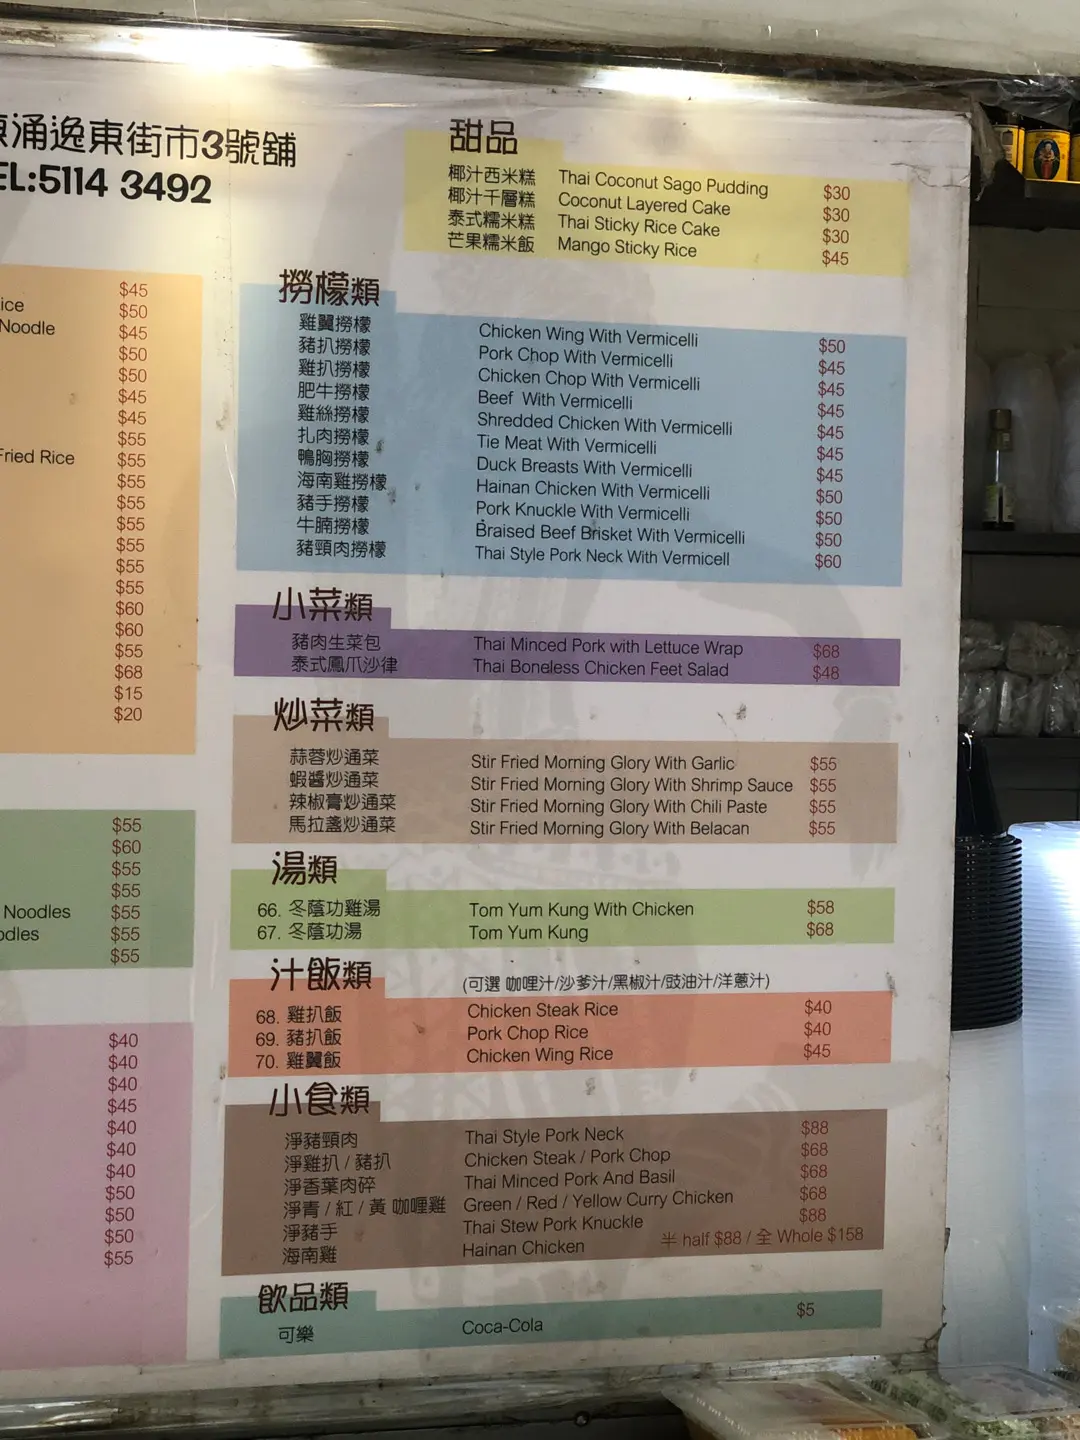 涌逸東街市3號舖
EL:5114 3492
甜品
椰汁西米糕 Thai Coconut Sago Pudding $30
椰汁千層糕 Coconut Layered Cake $30
泰式糯米糕 Thai Sticky Rice Cake $30
芒果糯米飯 Mango Sticky Rice $45
$45
ice $50
Noodle $45
$50
$50
$45
$45
$55
Fried Rice $55
$55
$55
$55
$55
$55
$55
$60
$60
$55
$68
$15
$20
$55
$60
$55
$55
Noodles $55
odles $55
$55
$40
$40
$40
$45
$40
$40
$40
$50
$50
$50
$55
撈檬類
雞翼撈檬 Chicken Wing With Vermicelli $50
豬扒撈檬 Pork Chop With Vermicelli $45
雞扒撈檬 Chicken Chop With Vermicelli $45
肥牛撈檬 Beef With Vermicelli $45
雞絲撈檬 Shredded Chicken With Vermicelli $45
扎肉撈檬 Tie Meat With Vermicelli $45
鴨胸撈檬 Duck Breasts With Vermicelli $45
海南雞撈檬 Hainan Chicken With Vermicelli $50
豬手撈檬 Pork Knuckle With Vermicelli $50
牛腩撈檬 Braised Beef Brisket With Vermicelli $50
豬頸肉撈檬 Thai Style Pork Neck With Vermicell $60
小菜類
豬肉生菜包 Thai Minced Pork with Lettuce Wrap $68
泰式鳳爪沙律 Thai Boneless Chicken Feet Salad $48
炒菜類
蒜蓉炒通菜 Stir Fried Morning Glory With Garlic $55
蝦醬炒通菜 Stir Fried Morning Glory With Shrimp Sauce $55
辣椒膏炒通菜 Stir Fried Morning Glory With Chili Paste $55
馬拉盞炒通菜 Stir Fried Morning Glory With Belacan $55
湯類
66. 冬蔭功雞湯 Tom Yum Kung With Chicken $58
67. 冬蔭功湯 Tom Yum Kung $68
汁飯類 (可選 咖哩汁/沙爹汁/黑椒汁/豉油汁/洋蔥汁)
68. 雞扒飯 Chicken Steak Rice $40
69. 豬扒飯 Pork Chop Rice $40
70. 雞翼飯 Chicken Wing Rice $45
小食類
淨豬頸肉 Thai Style Pork Neck $88
淨雞扒 / 豬扒 Chicken Steak / Pork Chop $68
淨香葉肉碎 Thai Minced Pork And Basil $68
淨青 / 紅 / 黃 咖喱雞 Green / Red / Yellow Curry Chicken $68
淨豬手 Thai Stew Pork Knuckle $88
海南雞 Hainan Chicken 半 half $88 / 全 Whole $158
飲品類
可樂 Coca-Cola $5